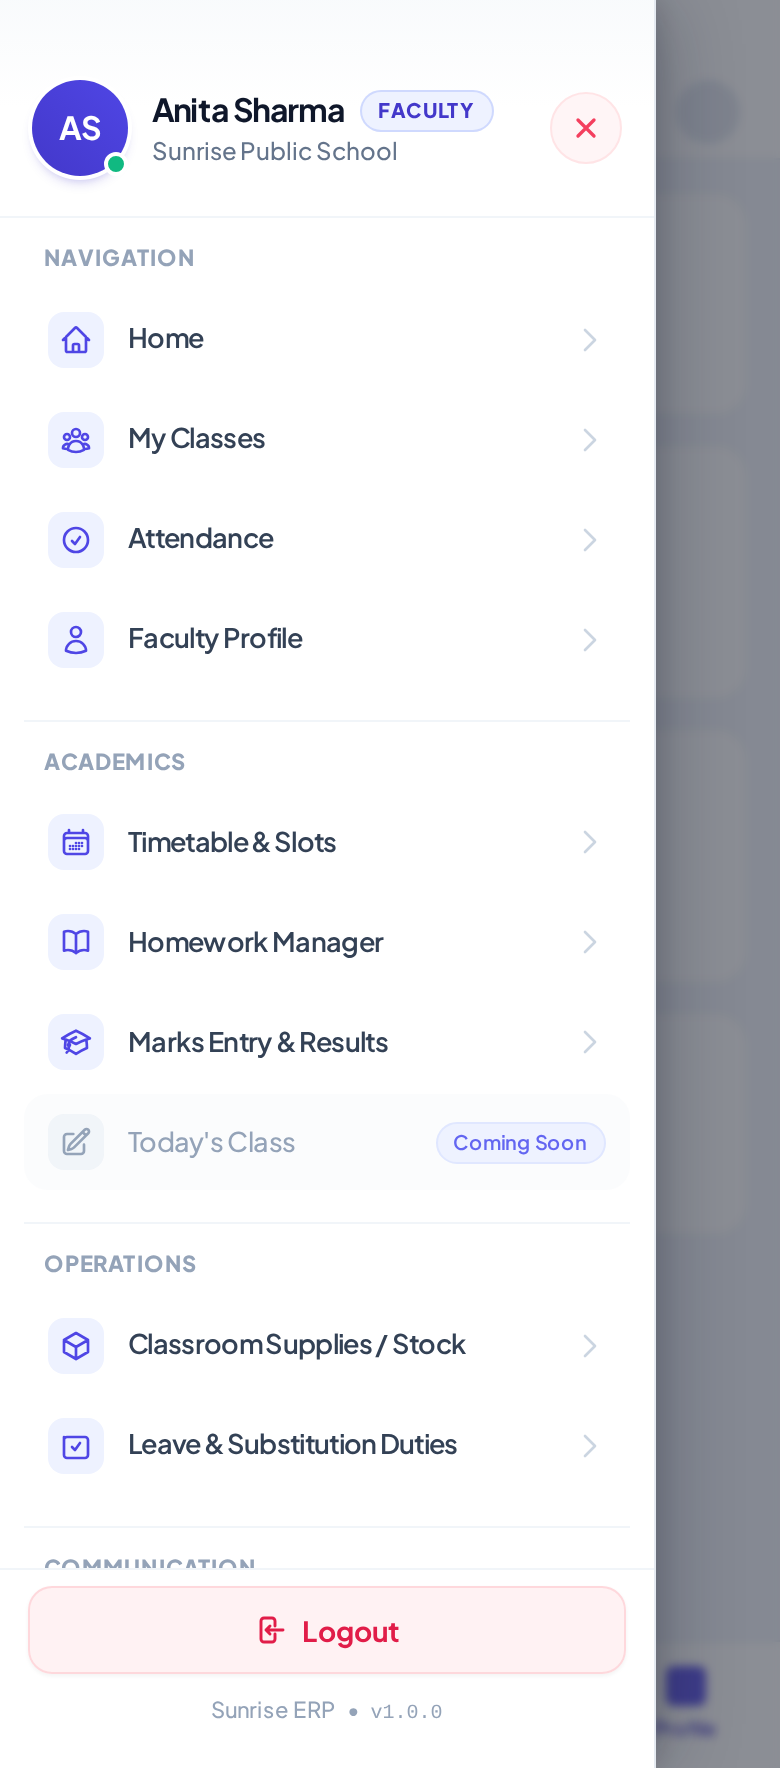 AS
Anita Sharma
FACULTY
Sunrise Public School
NAVIGATION
Home
My Classes
Attendance
Faculty Profile
ACADEMICS
Timetable & Slots
Homework Manager
Marks Entry & Results
Today's Class
Coming Soon
OPERATIONS
Classroom Supplies / Stock
Leave & Substitution Duties
COMMUNICATION
Logout
Sunrise ERP • v1.0.0